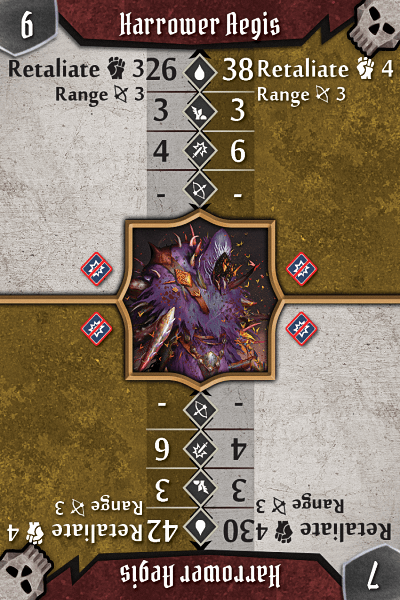 6 Harrower Aegis
Retaliate 3 26 38 Retaliate 4
Range 3 Range 3
3 3
4 6
- -
7 Harrower Aegis
Retaliate 4 30 42 Retaliate 4
Range 3 Range 3
3 3
4 6
- -